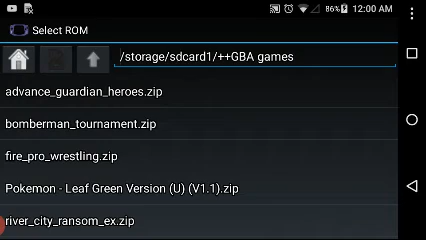 86% 12:00 AM
Select ROM
/storage/sdcard1/++GBA games
advance_guardian_heroes.zip
bomberman_tournament.zip
fire_pro_wrestling.zip
Pokemon - Leaf Green Version (U) (V1.1).zip
river_city_ransom_ex.zip